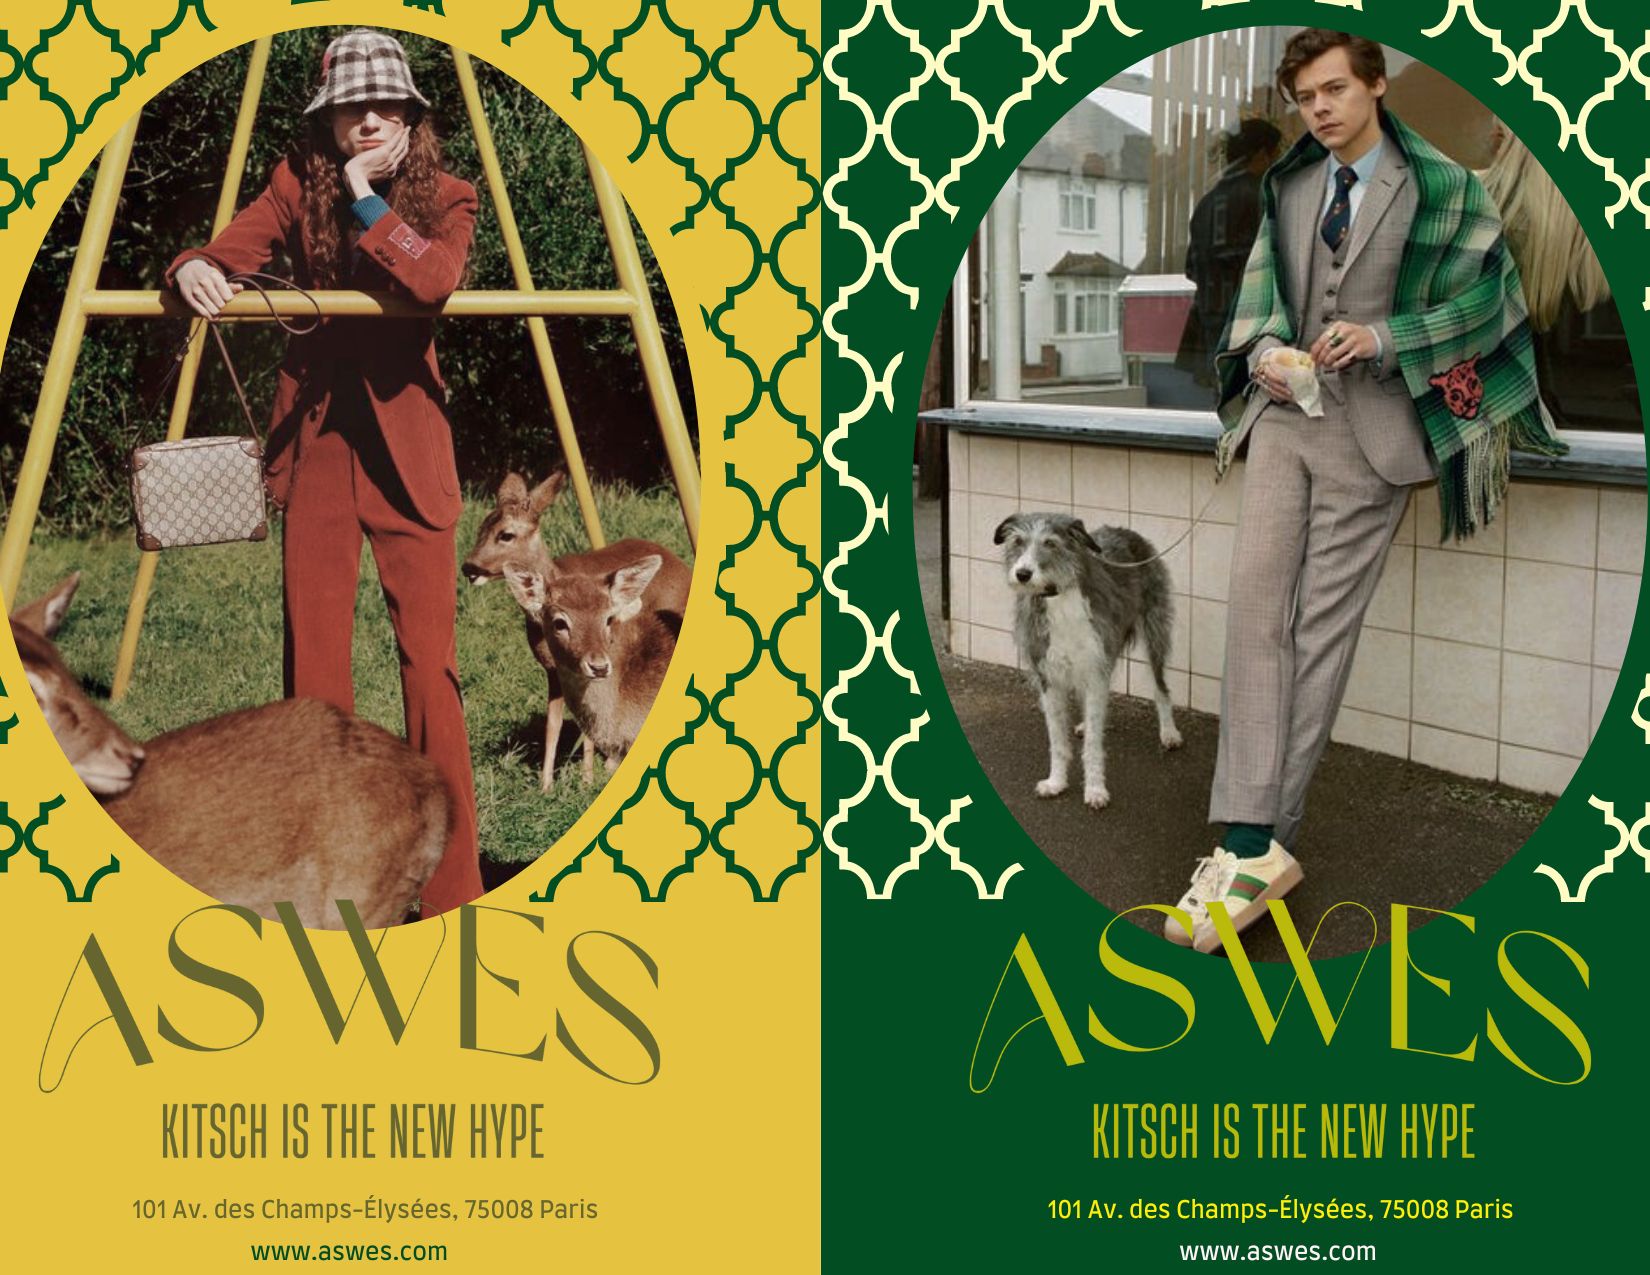 ASWES
KITSCH IS THE NEW HYPE
101 Av. des Champs-Élysées, 75008 Paris
www.aswes.com
ASWES
KITSCH IS THE NEW HYPE
101 Av. des Champs-Élysées, 75008 Paris
www.aswes.com